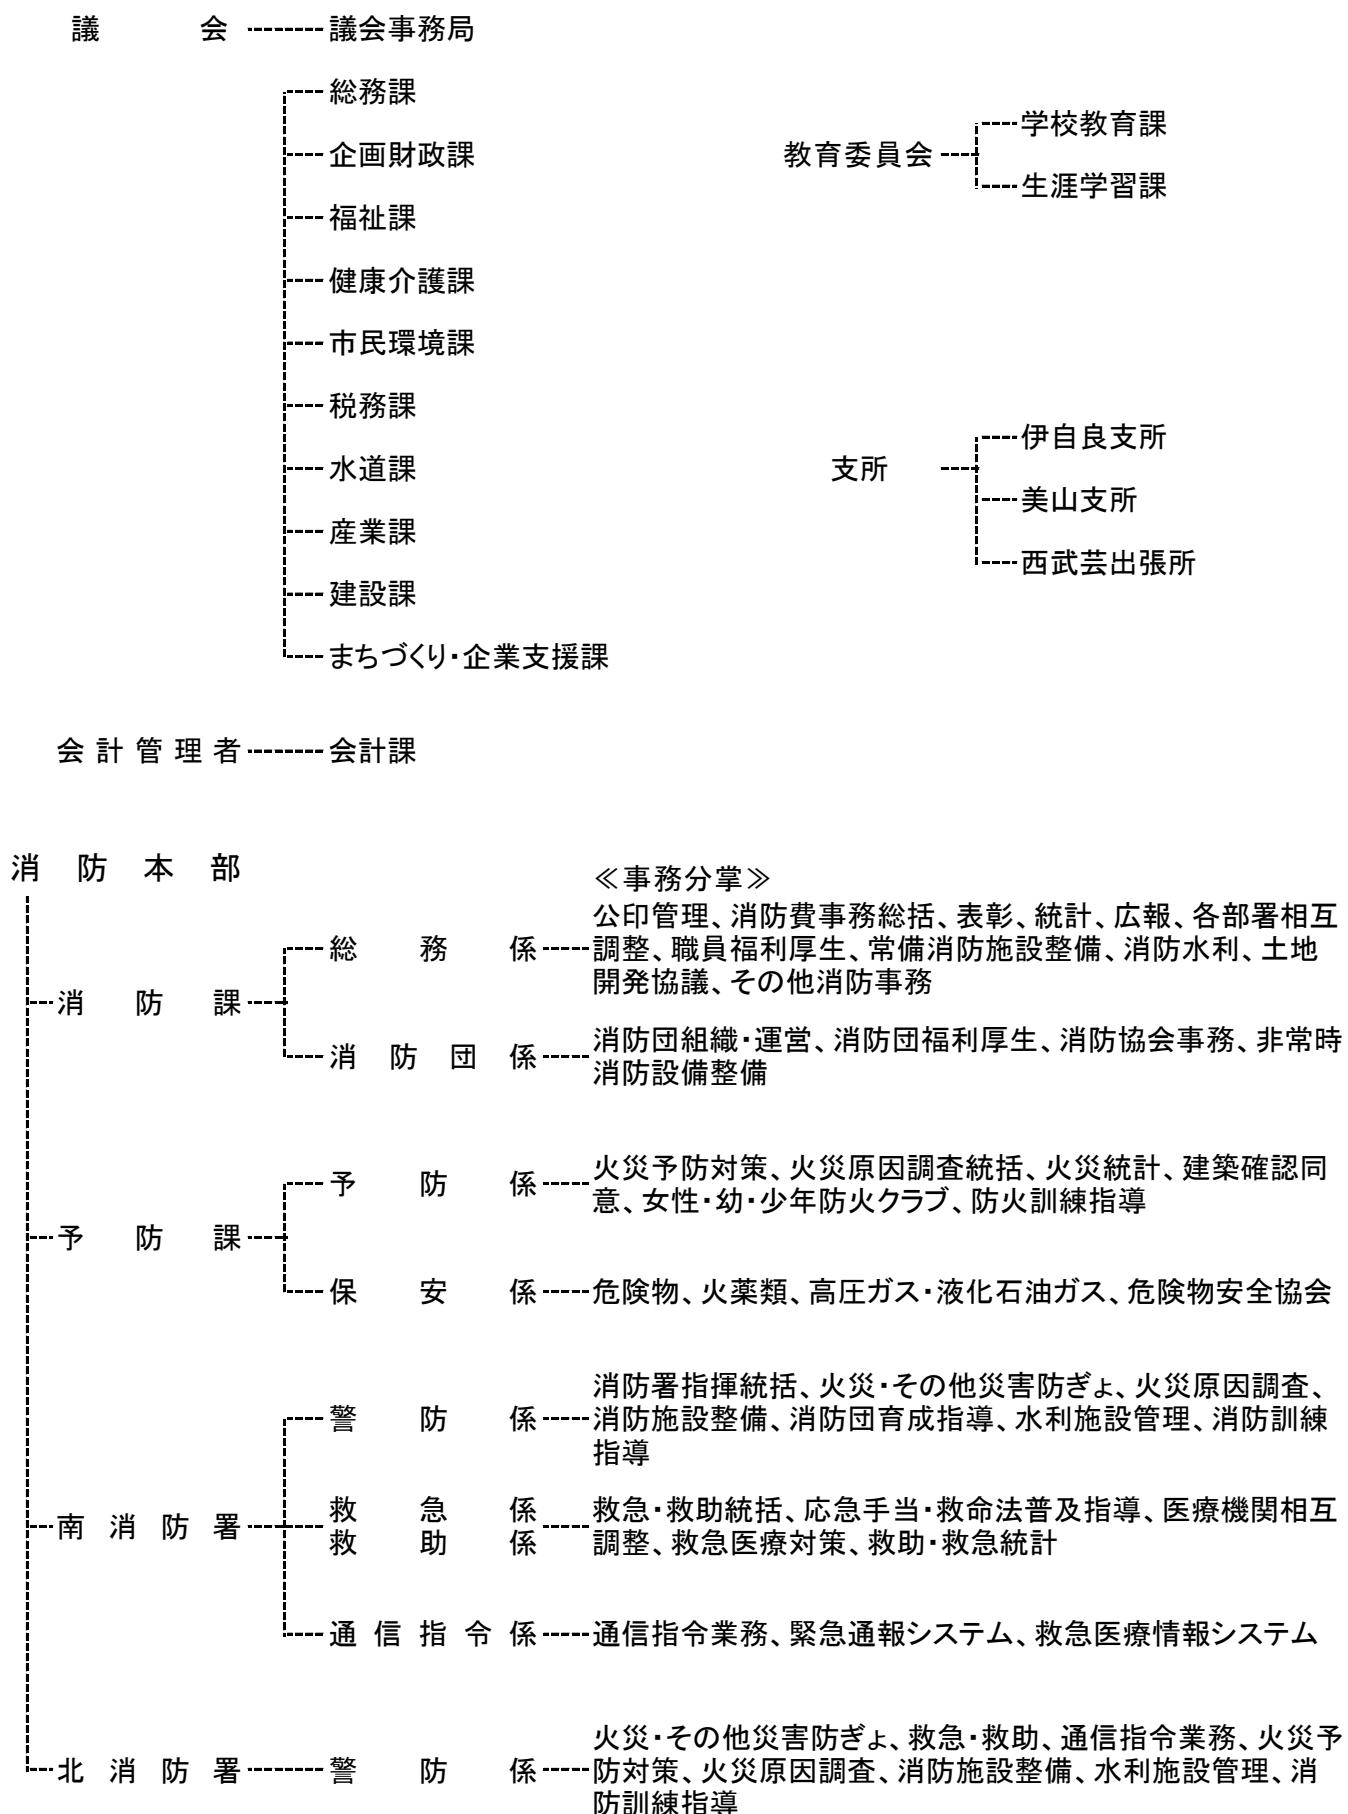 議会 議会事務局
総務課
企画財政課
福祉課
健康介護課
市民環境課
税務課
水道課
産業課
建設課
まちづくり・企業支援課
教育委員会
学校教育課
生涯学習課
支所
伊自良支所
美山支所
西武芸出張所
会計管理者 会計課
消防本部
≪事務分掌≫
消防課
総務係
公印管理、消防費事務総括、表彰、統計、広報、各部署相互
調整、職員福利厚生、常備消防施設整備、消防水利、土地
開発協議、その他消防事務
消防団係
消防団組織・運営、消防団福利厚生、消防協会事務、非常時
消防設備整備
予防課
予防係
火災予防対策、火災原因調査統括、火災統計、建築確認同
意、女性・幼・少年防火クラブ、防火訓練指導
保安係
危険物、火薬類、高圧ガス・液化石油ガス、危険物安全協会
南消防署
警防係
消防署指揮統括、火災・その他災害防ぎょ、火災原因調査、
消防施設整備、消防団育成指導、水利施設管理、消防訓練
指導
救急係
救助係
救急・救助統括、応急手当・救命法普及指導、医療機関相互
調整、救急医療対策、救助・救急統計
通信指令係
通信指令業務、緊急通報システム、救急医療情報システム
北消防署
警防係
火災・その他災害防ぎょ、救急・救助、通信指令業務、火災予
防対策、火災原因調査、消防施設整備、水利施設管理、消
防訓練指導